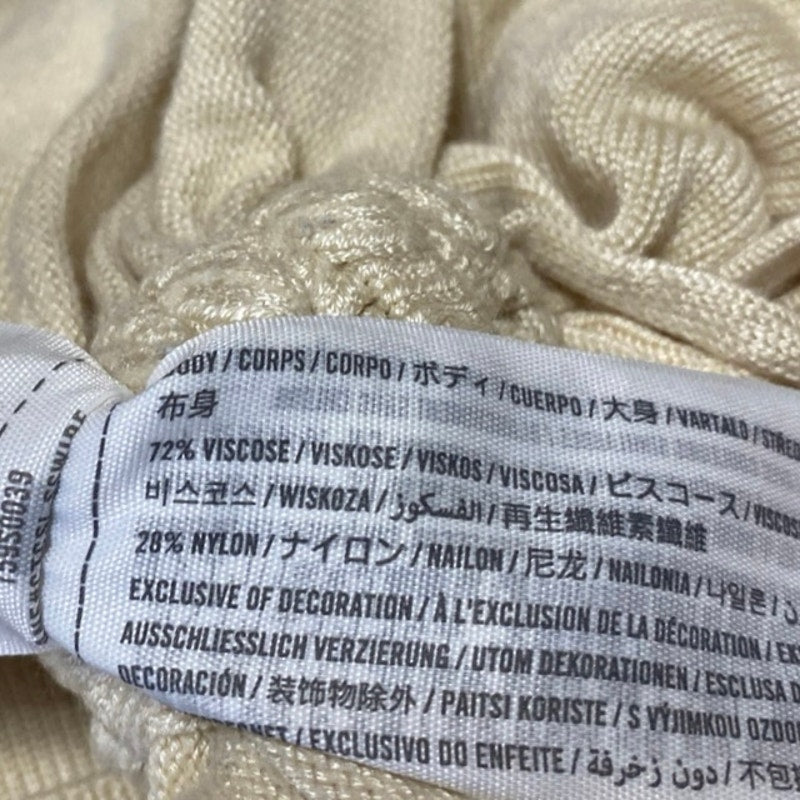 BODY / CORPS / CORPO / ボディ / CUERPO / 大身 / VARTALO /
布身
72% VISCOSE / VISKOSE / VISKOS / VISCOSA / ビスコース / VISCOS
비스코스 / WISKOZA / الفسكوز / 再生纖維素纖維
28% NYLON / ナイロン / NAILON / 尼龙 / NAILONIA / 나일론 /
EXCLUSIVE OF DECORATION / À L'EXCLUSION DE LA DÉCORATION /
AUSSCHLIESSLICH VERZIERUNG / UTOM DEKORATIONEN / ESCLUSA
DECORACIÓN / 装饰物除外 / PAITSI KORISTE / S VÝJIMKOU
/ EXCLUSIVO DO ENFEITE / دون زخرفة / 不包